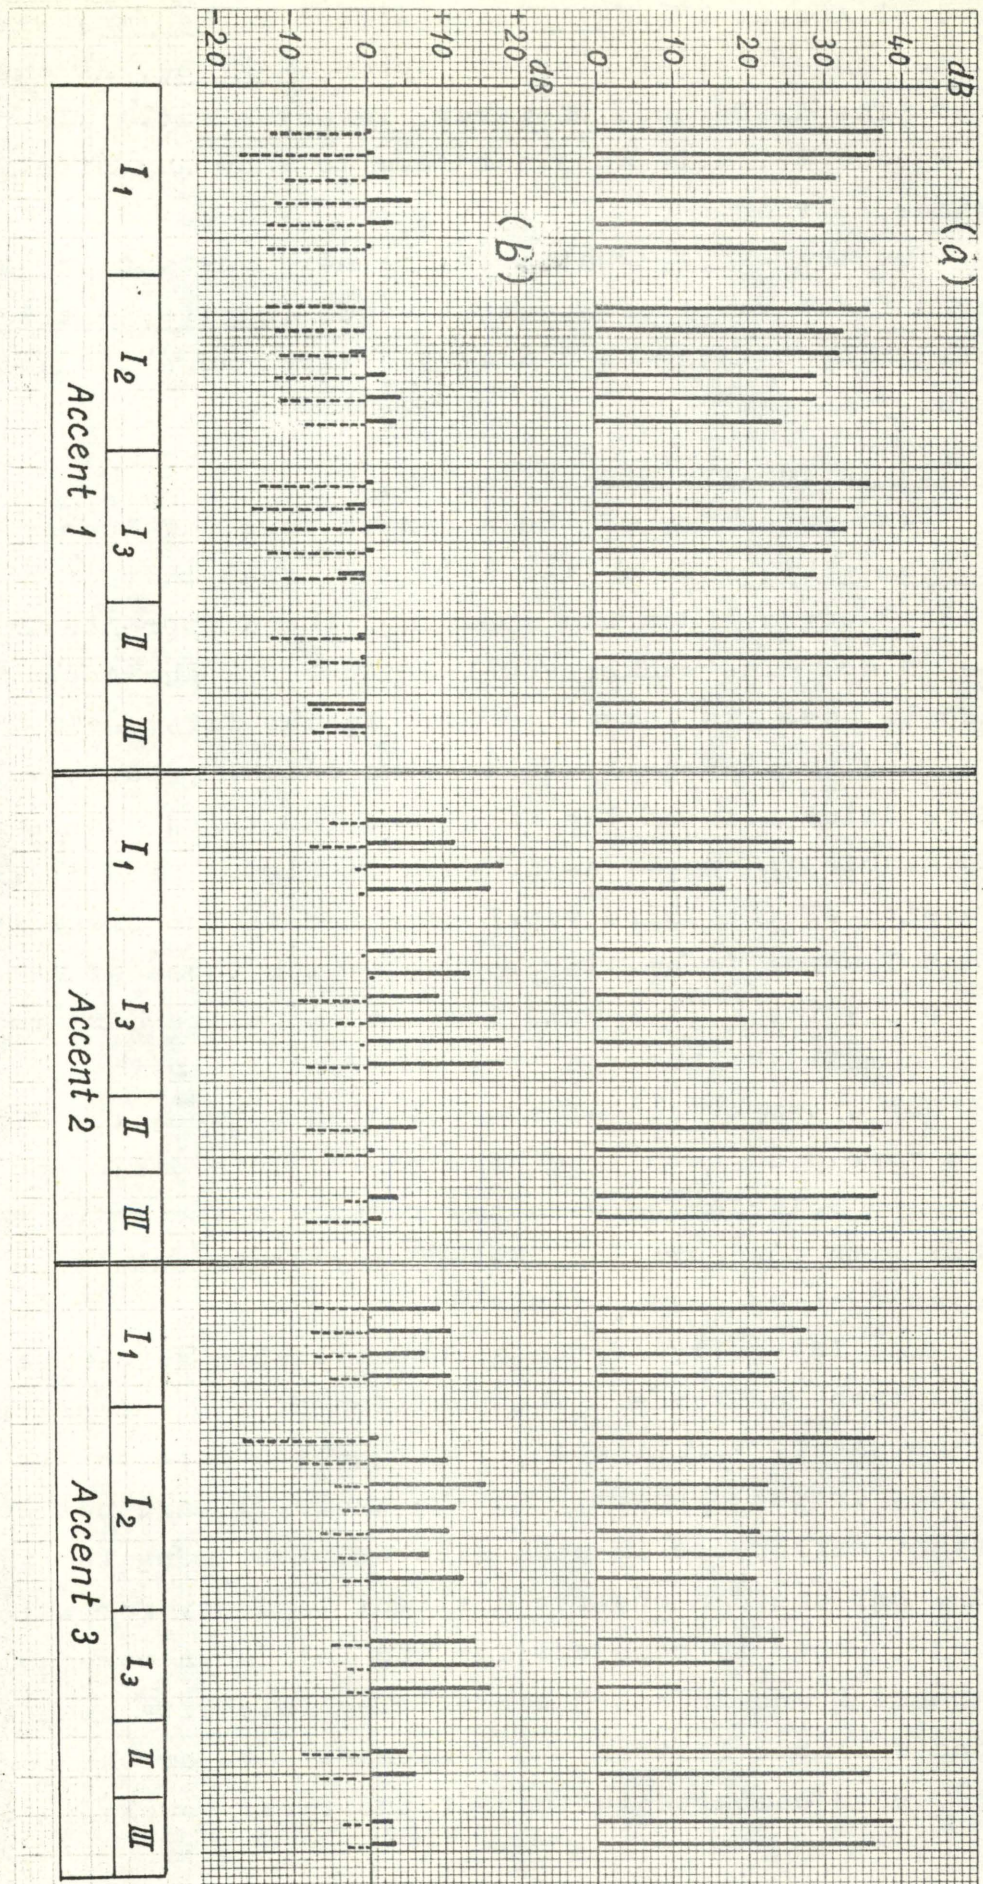 (a)
dB
40
30
20
10
0
(b)
dB
+20
+10
0
-10
-20
I1 I2 I3 II III I1 I3 II III I1 I2 I3 II III
Accent 1 Accent 2 Accent 3